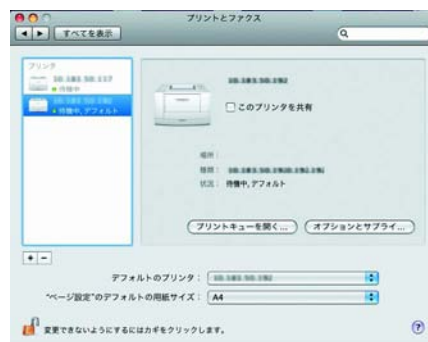 プリントとファクス
すべてを表示
プリンタ
待機中
待機中, デフォルト
このプリンタを共有
場所：
種類：
状況： 待機中, デフォルト
プリントキューを開く...
オプションとサプライ...
デフォルトのプリンタ：
"ページ設定"のデフォルトの用紙サイズ： A4
変更できないようにするにはカギをクリックします。